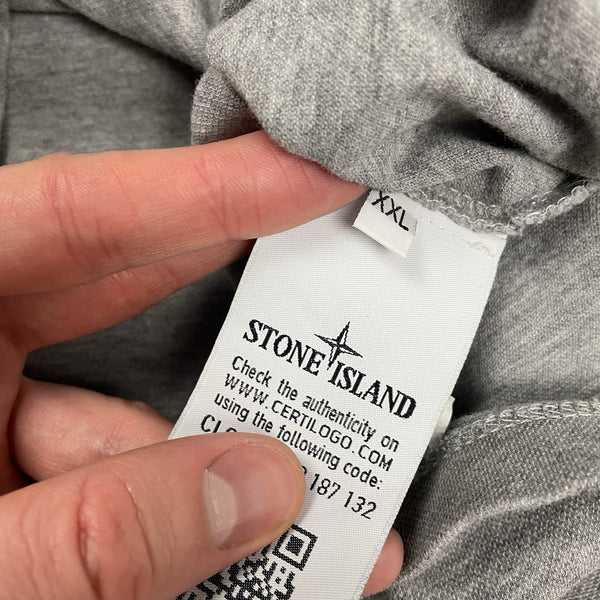 XXL
STONE ISLAND
Check the authenticity on
WWW.CERTILOGO.COM
using the following code:
187 132